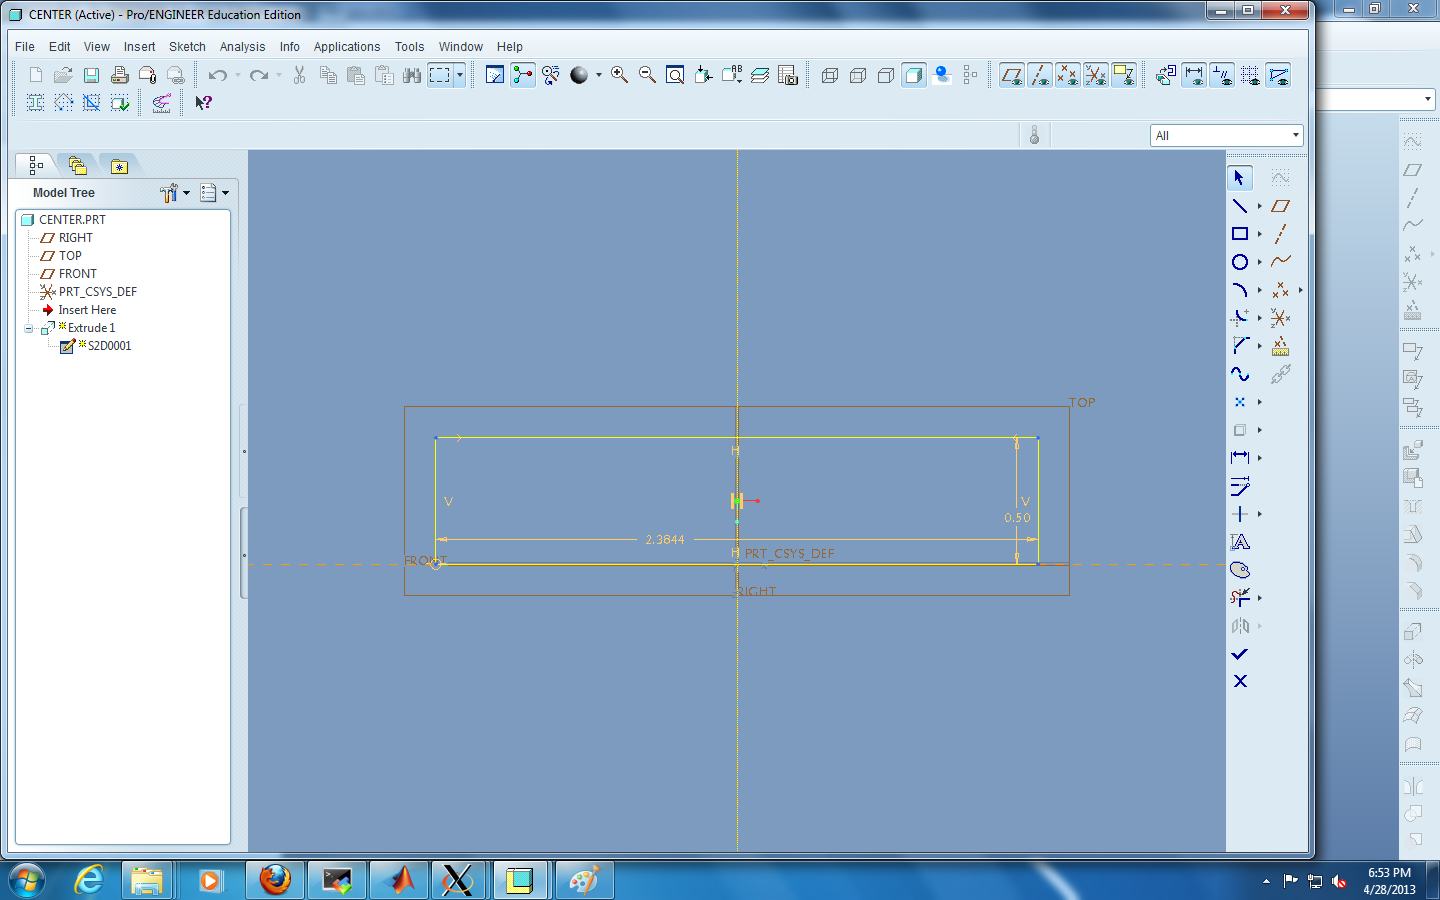 CENTER (Active) - Pro/ENGINEER Education Edition
File Edit View Insert Sketch Analysis Info Applications Tools Window Help
All
Model Tree
CENTER.PRT
RIGHT
TOP
FRONT
PRT_CSYS_DEF
Insert Here
Extrude 1
S2D0001
TOP
H
V
V
0.50
2.3844
H
PRT_CSYS_DEF
FRONT
RIGHT
6:53 PM
4/28/2013